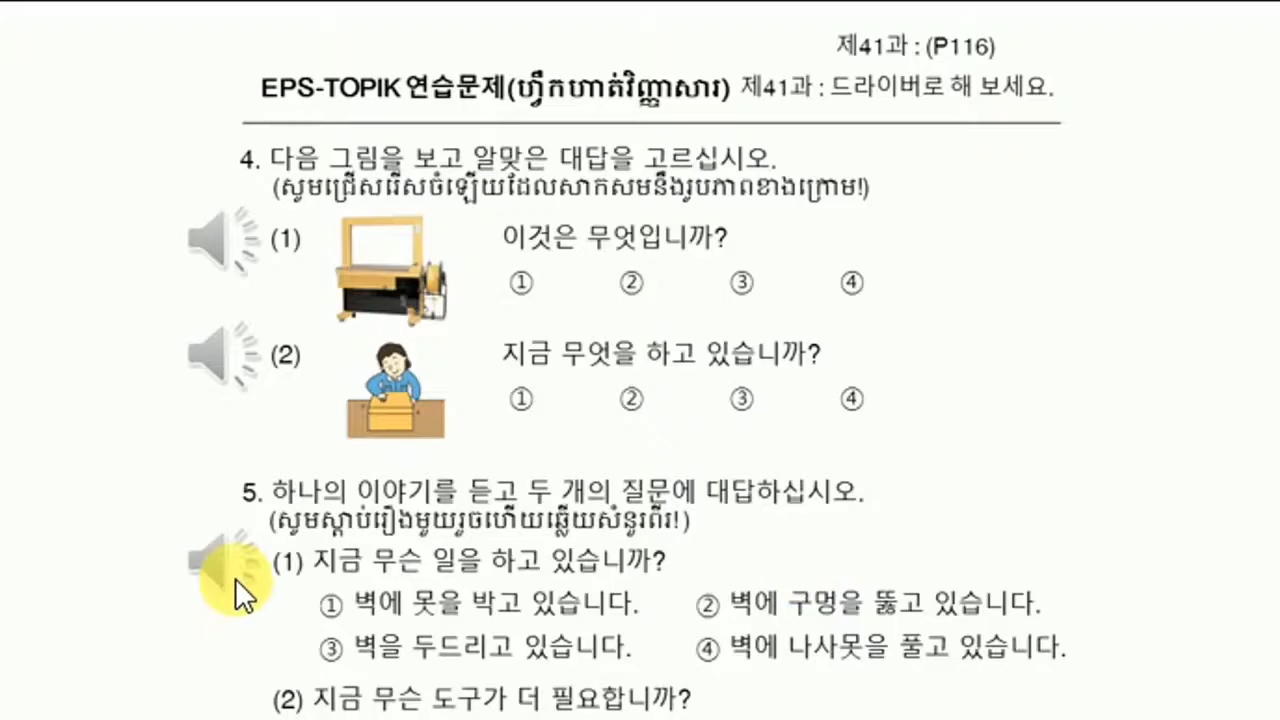 제41과 : (P116)
EPS-TOPIK 연습문제(ហ្វឹកហាត់វិញ្ញាសារ) 제41과 : 드라이버로 해 보세요.
4. 다음 그림을 보고 알맞은 대답을 고르십시오.
(សូមជ្រើសរើសចំឡើយដែលសាកសមនឹងរូបភាពខាងក្រោម!)
(1) 이것은 무엇입니까?
① ② ③ ④
(2) 지금 무엇을 하고 있습니까?
① ② ③ ④
5. 하나의 이야기를 듣고 두 개의 질문에 대답하십시오.
(សូមស្តាប់រឿងមួយរួចហើយឆ្លើយសំនួរពីរ!)
(1) 지금 무슨 일을 하고 있습니까?
① 벽에 못을 박고 있습니다. ② 벽에 구멍을 뚫고 있습니다.
③ 벽을 두드리고 있습니다. ④ 벽에 나사못을 풀고 있습니다.
(2) 지금 무슨 도구가 더 필요합니까?